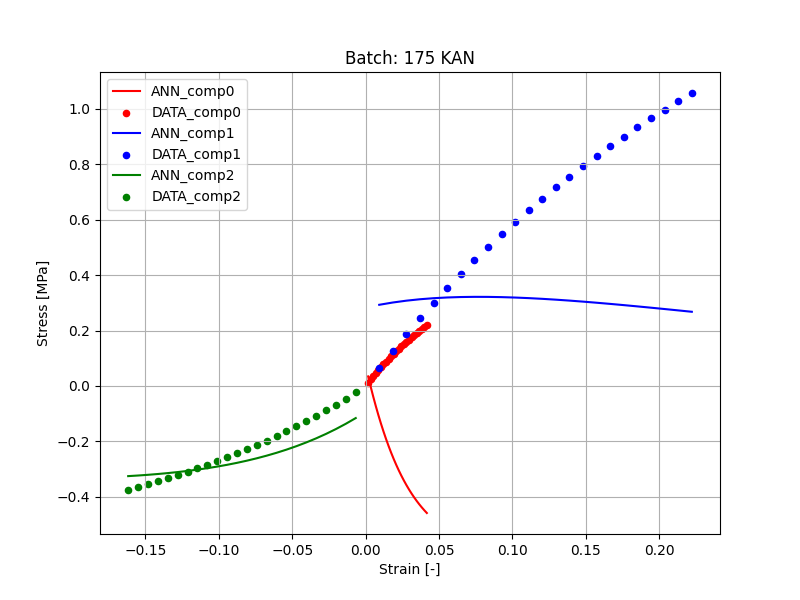 Batch: 175 KAN
ANN_comp0
DATA_comp0
ANN_comp1
DATA_comp1
ANN_comp2
DATA_comp2
1.0
0.8
0.6
0.4
0.2
0.0
−0.2
−0.4
Stress [MPa]
−0.15
−0.10
−0.05
0.00
0.05
0.10
0.15
0.20
Strain [-]